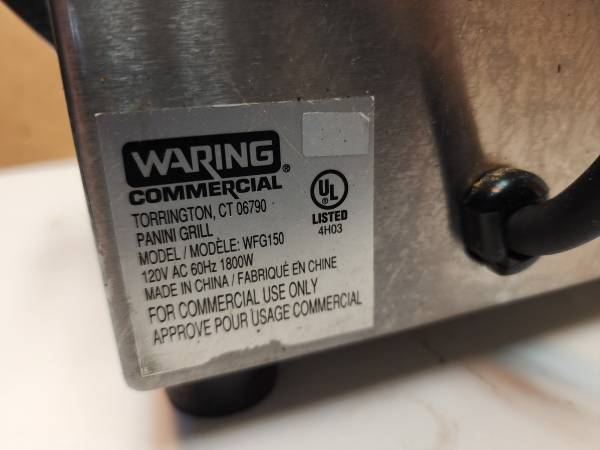 WARING
COMMERCIAL®
TORRINGTON, CT 06790
PANINI GRILL
MODEL / MODÈLE: WFG150
120V AC 60Hz 1800W
MADE IN CHINA / FABRIQUÉ EN CHINE
FOR COMMERCIAL USE ONLY
APPROVE POUR USAGE COMMERCIAL
UL
LISTED
4H03